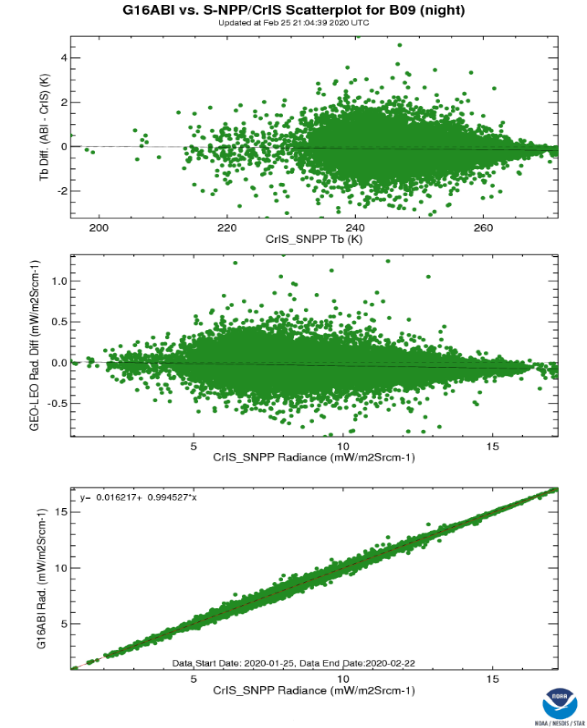 G16ABI vs. S-NPP/CrIS Scatterplot for B09 (night)
Updated at Feb 25 21:04:39 2020 UTC
Tb Diff. (ABI - CrIS) (K)
4
2
0
-2
200
220
240
260
CrIS_SNPP Tb (K)
GEO-LEO Rad. Diff (mW/m2Srcm-1)
1.0
0.5
0.0
-0.5
5
10
15
CrIS_SNPP Radiance (mW/m2Srcm-1)
G16ABI Rad. (mW/m2Srcm-1)
y= 0.016217+ 0.994527*x
15
10
5
Data Start Date: 2020-01-25, Data End Date:2020-02-22
5
10
15
CrIS_SNPP Radiance (mW/m2Srcm-1)
NOAA
NOAA / NESDIS / STAR